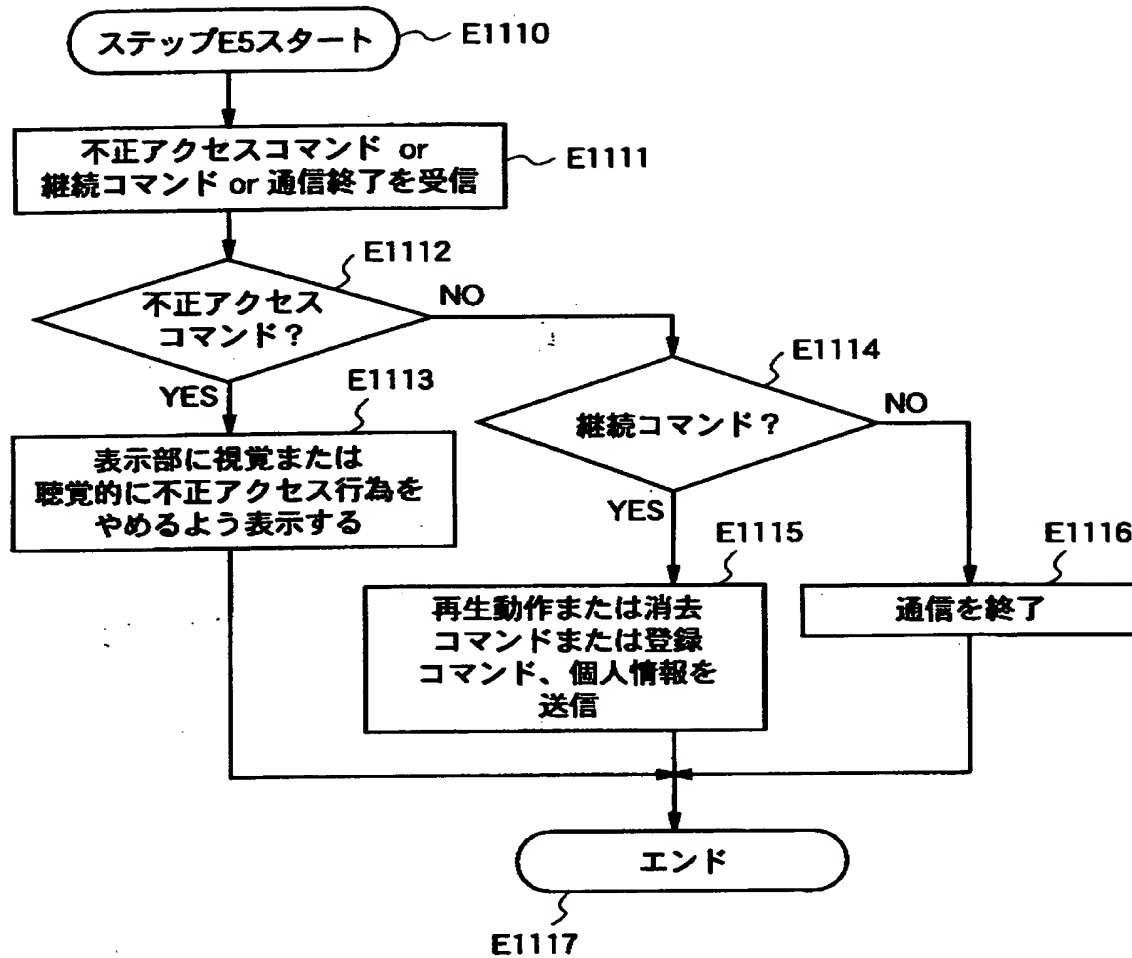 ステップE5スタート
E1110
不正アクセスコマンド or
継続コマンド or 通信終了を受信
E1111
E1112
不正アクセス
コマンド？
NO
YES
E1113
表示部に視覚または
聴覚的に不正アクセス行為を
やめるよう表示する
E1114
継続コマンド？
NO
YES
E1115
再生動作または消去
コマンドまたは登録
コマンド、個人情報を
送信
E1116
通信を終了
エンド
E1117